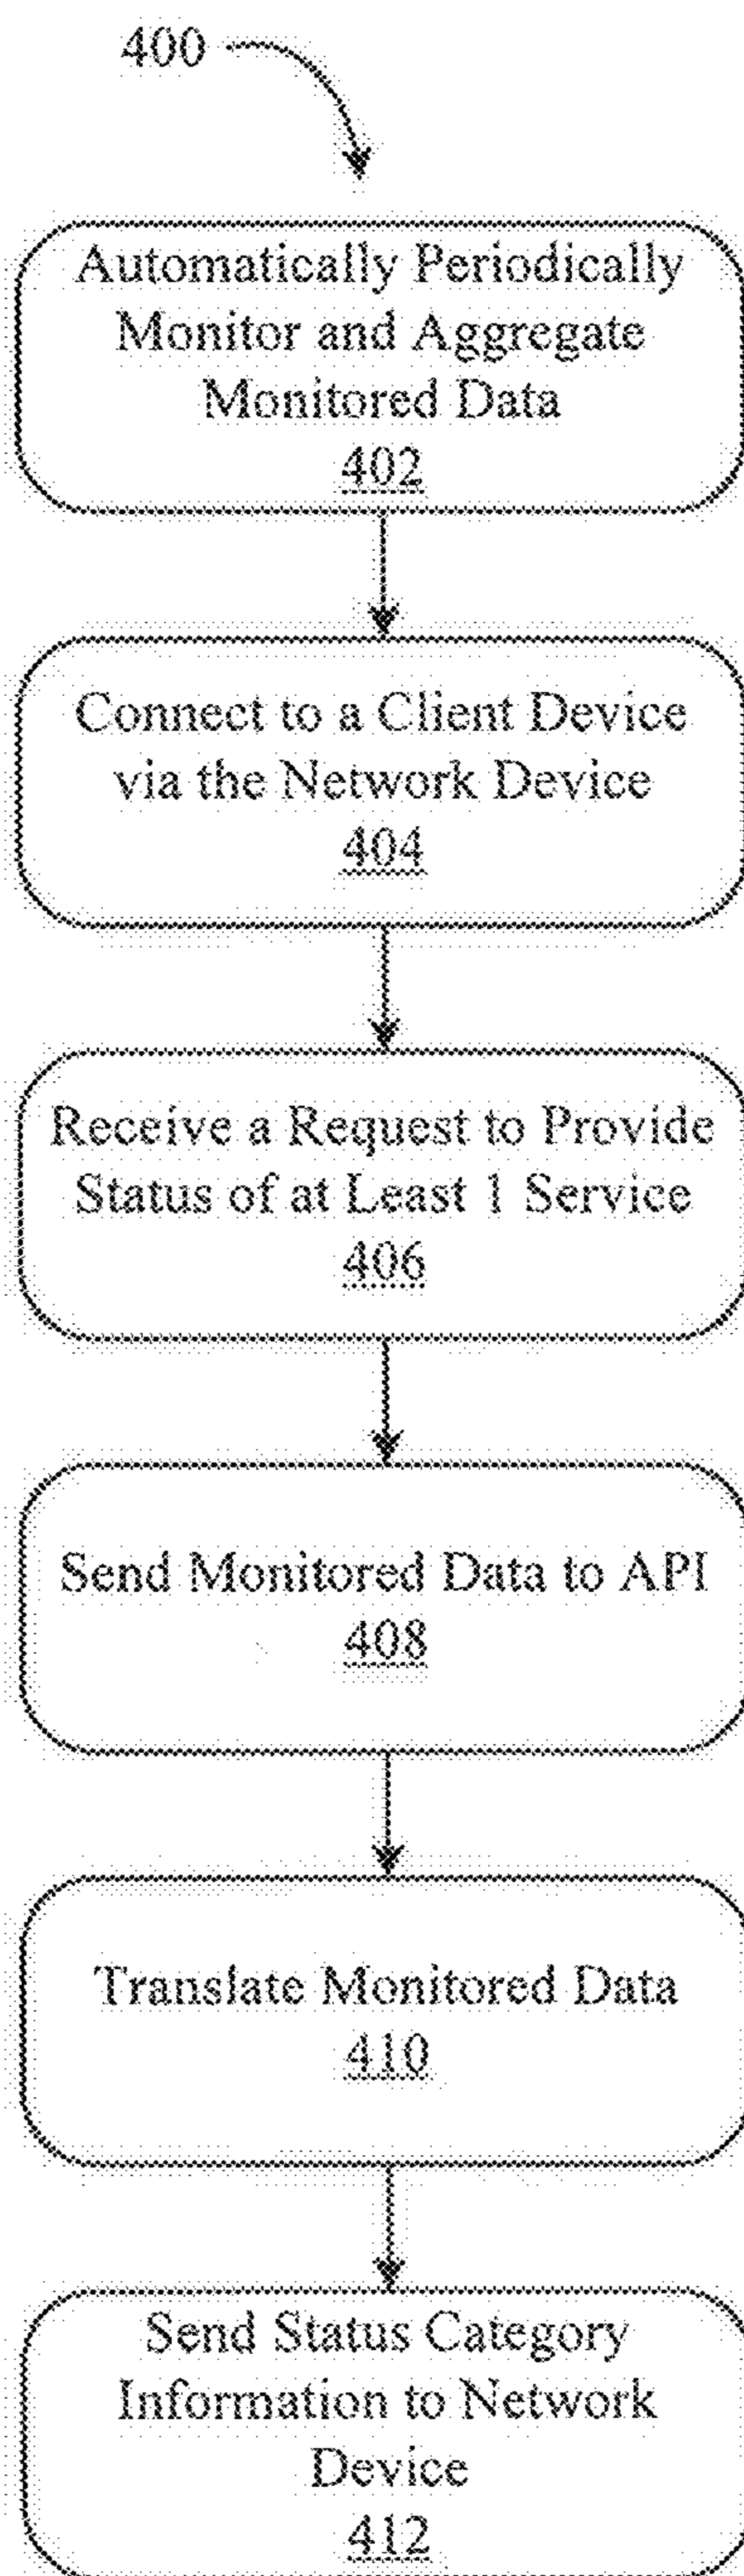 400
Automatically Periodically
Monitor and Aggregate
Monitored Data
402
Connect to a Client Device
via the Network Device
404
Receive a Request to Provide
Status of at Least 1 Service
406
Send Monitored Data to API
408
Translate Monitored Data
410
Send Status Category
Information to Network
Device
412